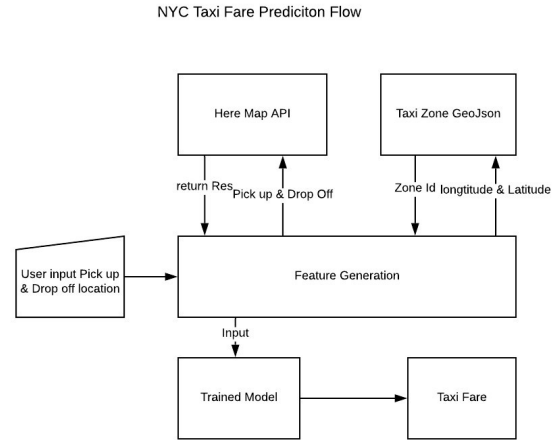 NYC Taxi Fare Prediciton Flow
Here Map API
Taxi Zone GeoJson
return Res
Pick up & Drop Off
Zone Id
longtitude & Latitude
User input Pick up
& Drop off location
Feature Generation
Input
Trained Model
Taxi Fare